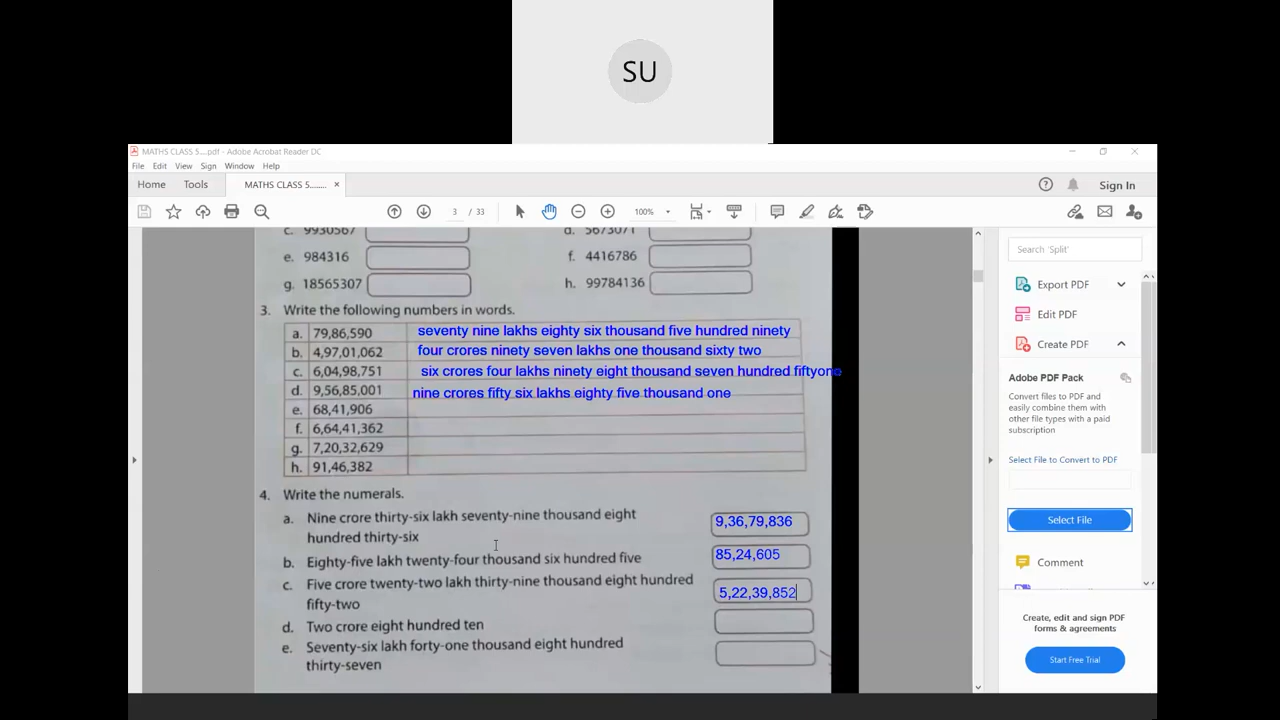 SU
MATHS CLASS 5....pdf - Adobe Acrobat Reader DC
File Edit View Sign Window Help
Home Tools MATHS CLASS 5........ × Sign In
3 / 33 100%
c. 9930567 d. 5673071
e. 984316 f. 4416786
g. 18565307 h. 99784136
3. Write the following numbers in words.
a. 79,86,590 seventy nine lakhs eighty six thousand five hundred ninety
b. 4,97,01,062 four crores ninety seven lakhs one thousand sixty two
c. 6,04,98,751 six crores four lakhs ninety eight thousand seven hundred fiftyone
d. 9,56,85,001 nine crores fifty six lakhs eighty five thousand one
e. 68,41,906
f. 6,64,41,362
g. 7,20,32,629
h. 91,46,382
4. Write the numerals.
a. Nine crore thirty-six lakh seventy-nine thousand eight
hundred thirty-six 9,36,79,836
b. Eighty-five lakh twenty-four thousand six hundred five 85,24,605
c. Five crore twenty-two lakh thirty-nine thousand eight hundred
fifty-two 5,22,39,852
d. Two crore eight hundred ten
e. Seventy-six lakh forty-one thousand eight hundred
thirty-seven
Search 'Split'
Export PDF
Edit PDF
Create PDF
Adobe PDF Pack
Convert files to PDF and
easily combine them with
other file types with a paid
subscription
Select File to Convert to PDF
Select File
Comment
Create, edit and sign PDF
forms & agreements
Start Free Trial